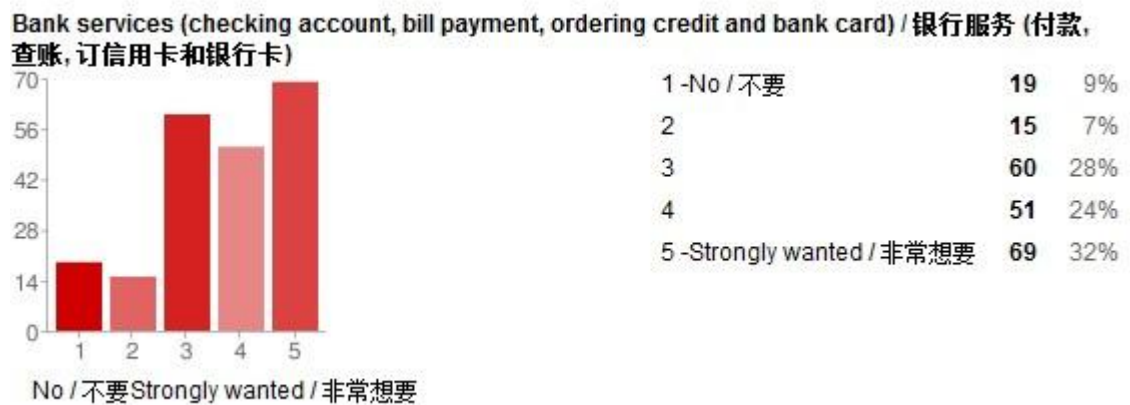 Bank services (checking account, bill payment, ordering credit and bank card) / 银行服务 (付款,
查账, 订信用卡和银行卡)
70
56
42
28
14
0
1 2 3 4 5
No / 不要Strongly wanted / 非常想要
1 -No / 不要 19 9%
2 15 7%
3 60 28%
4 51 24%
5 -Strongly wanted / 非常想要 69 32%